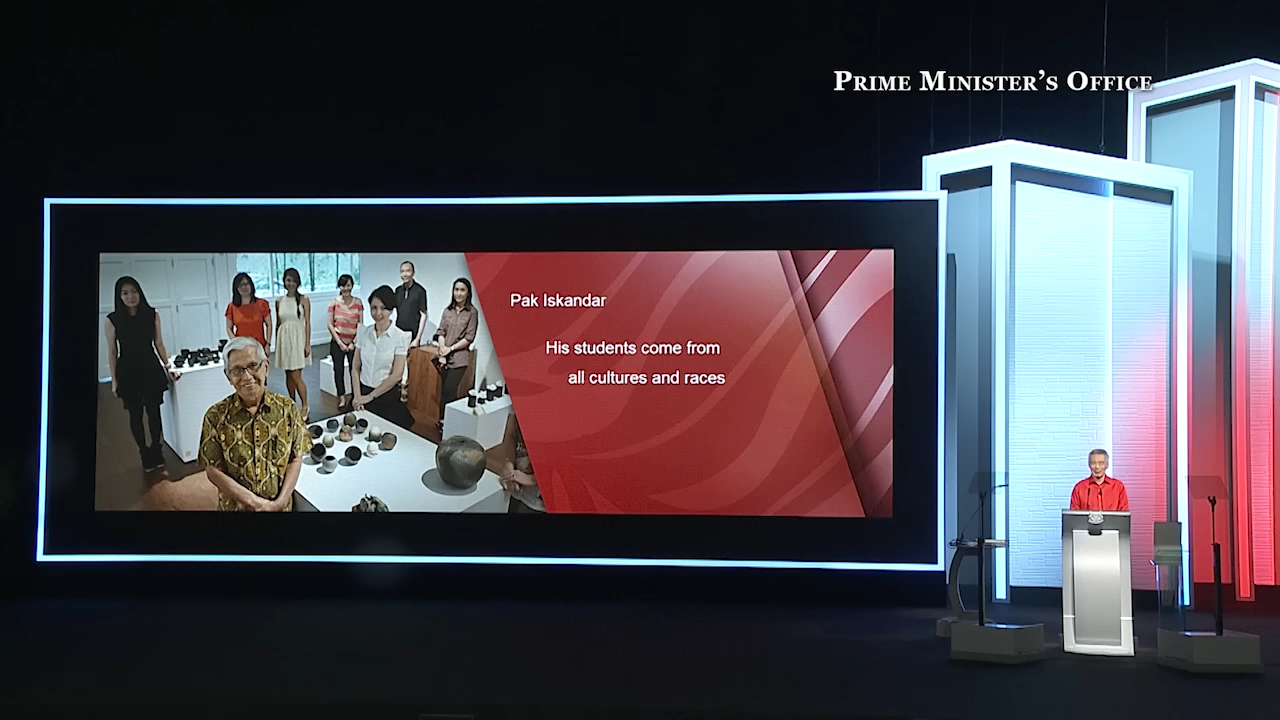 PRIME MINISTER'S OFFICE
Pak Iskandar
His students come from
all cultures and races